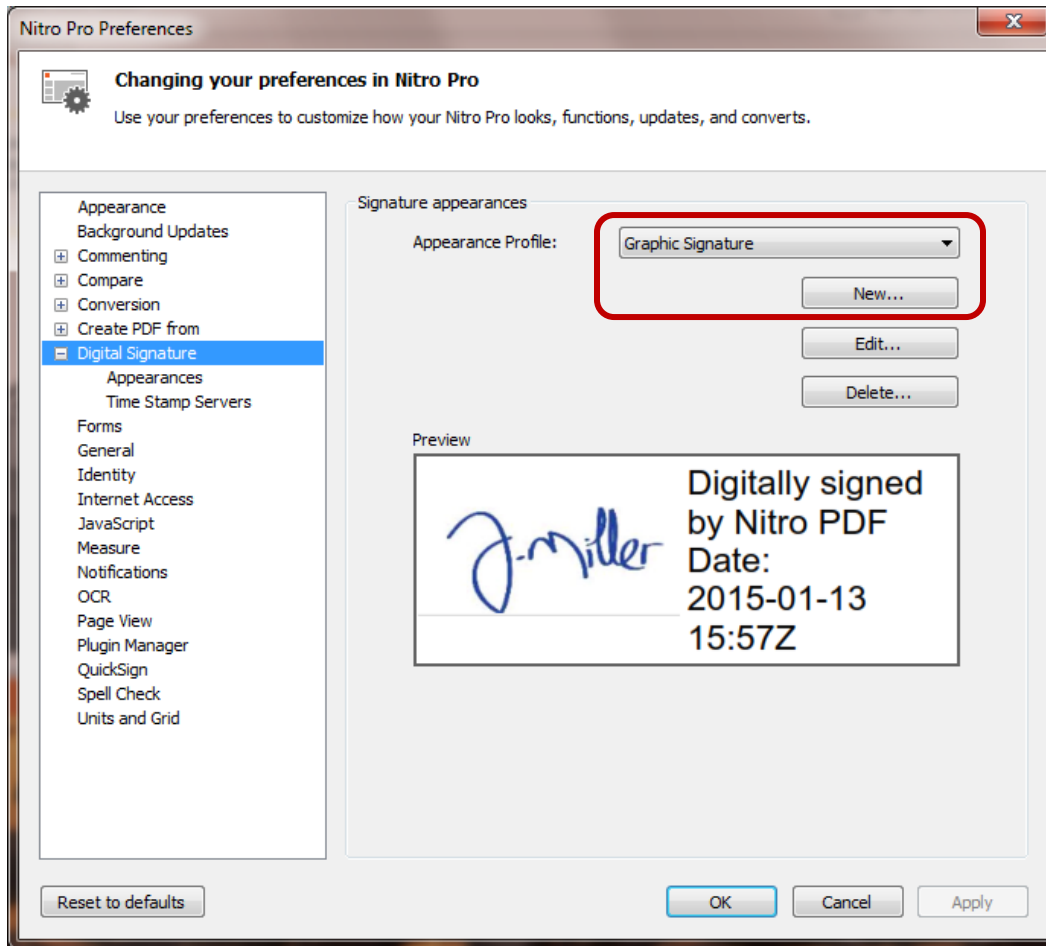 Nitro Pro Preferences
X
Changing your preferences in Nitro Pro
Use your preferences to customize how your Nitro Pro looks, functions, updates, and converts.
Appearance
Background Updates
Commenting
Compare
Conversion
Create PDF from
Digital Signature
Appearances
Time Stamp Servers
Forms
General
Identity
Internet Access
JavaScript
Measure
Notifications
OCR
Page View
Plugin Manager
QuickSign
Spell Check
Units and Grid
Signature appearances
Appearance Profile:
Graphic Signature
New...
Edit...
Delete...
Preview
J-Miller
Digitally signed
by Nitro PDF
Date:
2015-01-13
15:57Z
Reset to defaults
OK
Cancel
Apply